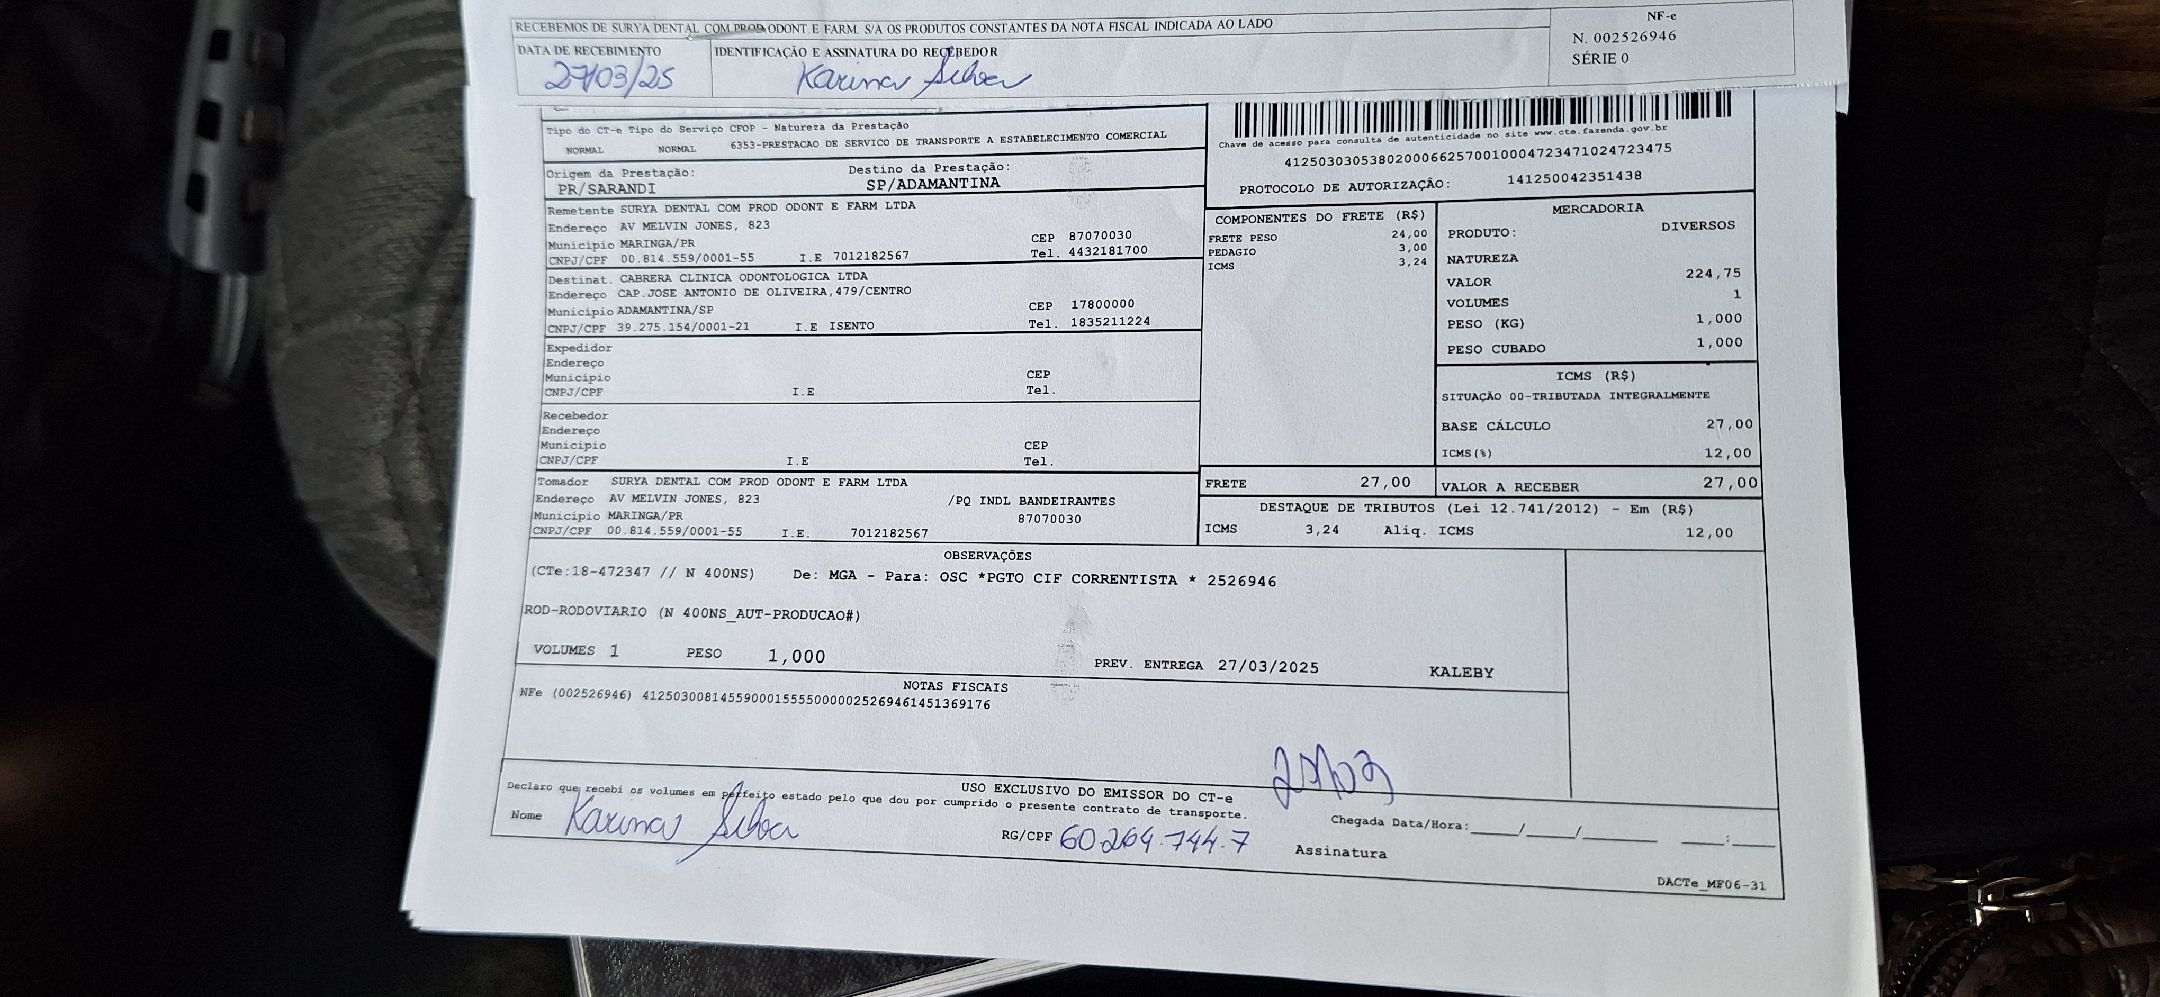 RECEBEMOS DE SURYA DENTAL COM PROD. ODONT. E FARM. S/A OS PRODUTOS CONSTANTES DA NOTA FISCAL INDICADA AO LADO
NF-e
N. 002526946
SÉRIE 0
DATA DE RECEBIMENTO
27/03/25
IDENTIFICAÇÃO E ASSINATURA DO RECEBEDOR
Karina Silva
Tipo do CT-e Tipo do Serviço CFOP - Natureza da Prestação
NORMAL NORMAL 6353-PRESTACAO DE SERVICO DE TRANSPORTE A ESTABELECIMENTO COMERCIAL
Origem da Prestação: Destino da Prestação:
PR/SARANDI SP/ADAMANTINA
Chave de acesso para consulta de autenticidade no site www.cte.fazenda.gov.br
41250303053802000662570010004723471024723475
PROTOCOLO DE AUTORIZAÇÃO: 141250042351438
Remetente SURYA DENTAL COM PROD ODONT E FARM LTDA
Endereço AV MELVIN JONES, 823
Município MARINGA/PR CEP 87070030
CNPJ/CPF 00.814.559/0001-55 I.E 7012182567 Tel. 4432181700
Destinat. CABRERA CLINICA ODONTOLOGICA LTDA
Endereço CAP.JOSE ANTONIO DE OLIVEIRA,479/CENTRO
Município ADAMANTINA/SP CEP 17800000
CNPJ/CPF 39.275.154/0001-21 I.E ISENTO Tel. 1835211224
Expedidor
Endereço
Município CEP
CNPJ/CPF I.E Tel.
Recebedor
Endereço
Município CEP
CNPJ/CPF I.E Tel.
Tomador SURYA DENTAL COM PROD ODONT E FARM LTDA
Endereço AV MELVIN JONES, 823 /PQ INDL BANDEIRANTES
Município MARINGA/PR 87070030
CNPJ/CPF 00.814.559/0001-55 I.E. 7012182567
COMPONENTES DO FRETE (R$)
FRETE PESO 24,00
PEDAGIO 3,00
ICMS 3,24
MERCADORIA
PRODUTO: DIVERSOS
NATUREZA
VALOR 224,75
VOLUMES 1
PESO (KG) 1,000
PESO CUBADO 1,000
ICMS (R$)
SITUAÇÃO 00-TRIBUTADA INTEGRALMENTE
BASE CÁLCULO 27,00
ICMS(%) 12,00
FRETE 27,00
VALOR A RECEBER 27,00
DESTAQUE DE TRIBUTOS (Lei 12.741/2012) - Em (R$)
ICMS 3,24 Aliq. ICMS 12,00
OBSERVAÇÕES
(CTe:18-472347 // N 400NS) De: MGA - Para: OSC *PGTO CIF CORRENTISTA * 2526946
ROD-RODOVIARIO (N 400NS_AUT-PRODUCAO#)
VOLUMES 1 PESO 1,000 PREV. ENTREGA 27/03/2025 KALEBY
NOTAS FISCAIS
NFe (002526946) 41250300814559000155550000025269461451369176
27/03
USO EXCLUSIVO DO EMISSOR DO CT-e
Declaro que recebi os volumes em perfeito estado pelo que dou por cumprido o presente contrato de transporte.
Nome Karina Silva RG/CPF 60.264.744.7
Chegada Data/Hora:____/____/______ ____:____
Assinatura
DACTe_MF06-31